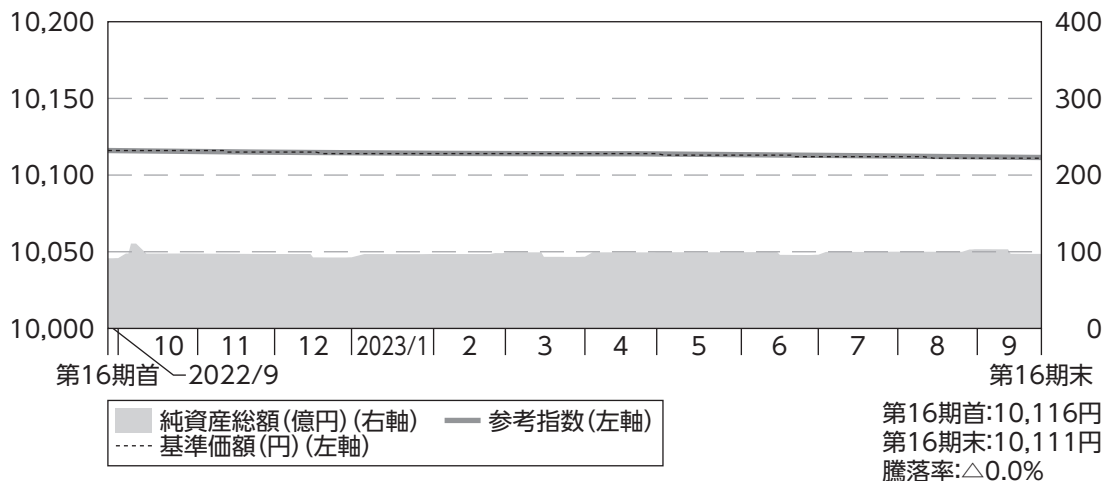 10,200
10,150
10,100
10,050
10,000
400
300
200
100
0
10 11 12 2023/1 2 3 4 5 6 7 8 9
第16期首 2022/9 第16期末
純資産総額(億円)(右軸) 参考指数(左軸)
基準価額(円)(左軸)
第16期首:10,116円
第16期末:10,111円
騰落率:△0.0%